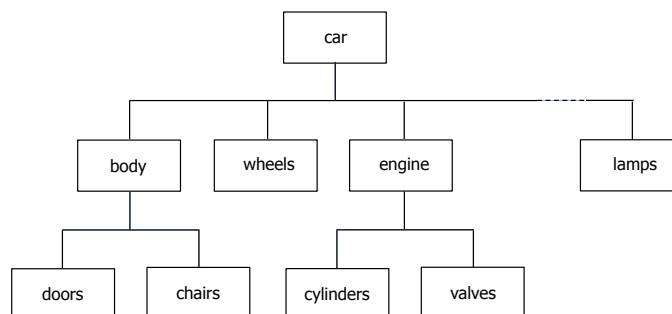 car
body
wheels
engine
lamps
doors
chairs
cylinders
valves